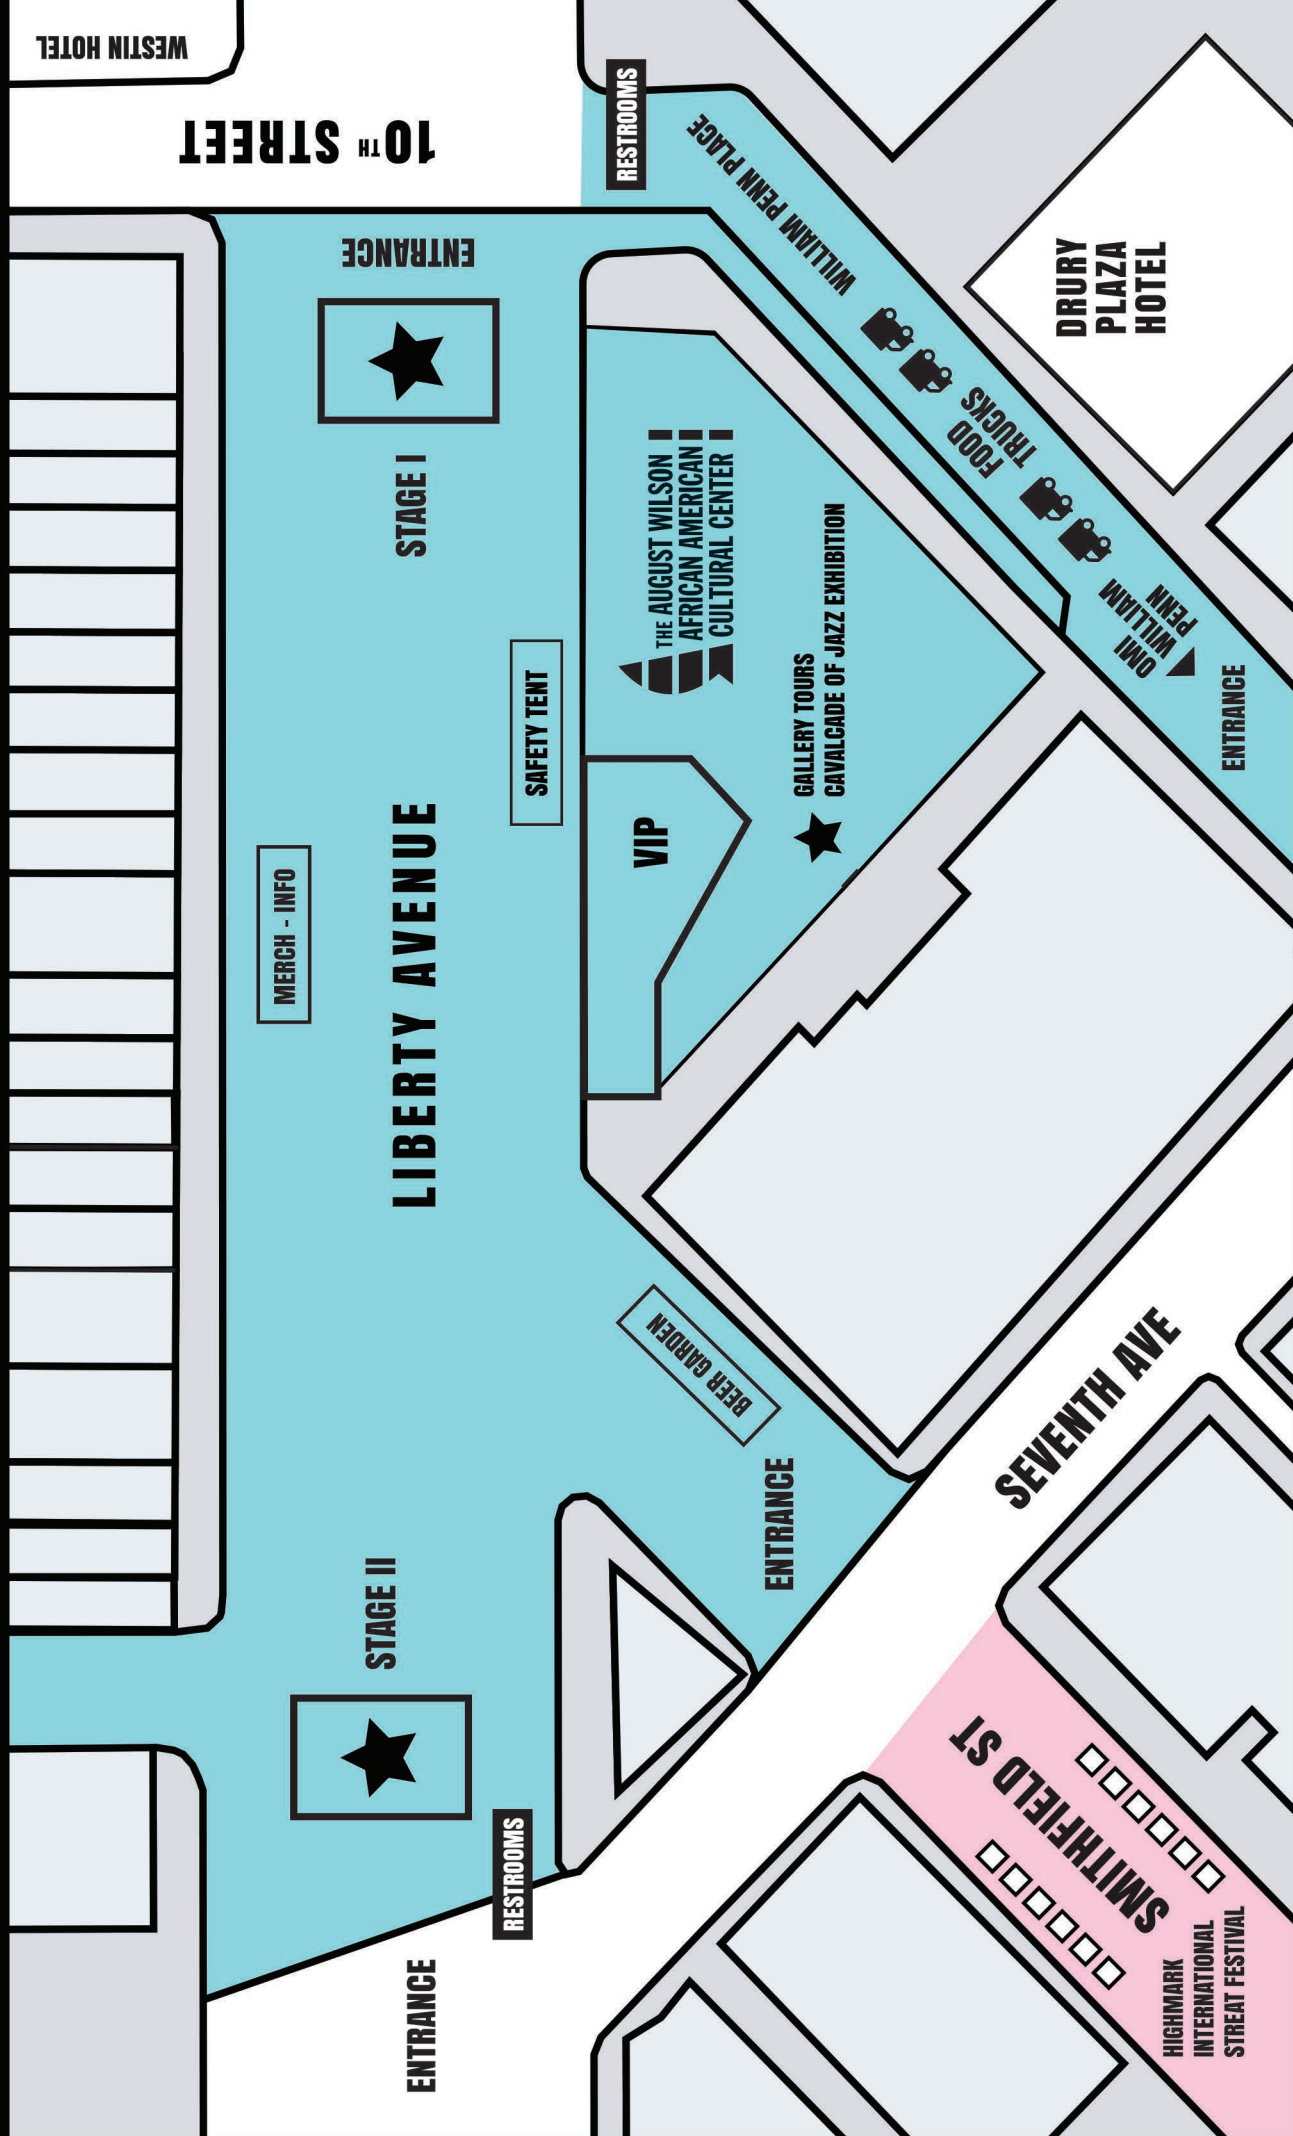 WESTIN HOTEL
10TH STREET
RESTROOMS
WILLIAM PENN PLACE
ENTRANCE
DRURY
PLAZA
HOTEL
STAGE I
FOOD
TRUCKS
THE AUGUST WILSON
AFRICAN AMERICAN
CULTURAL CENTER
GALLERY TOURS
CAVALCADE OF JAZZ EXHIBITION
OMNI
WILLIAM
PENN
ENTRANCE
SAFETY TENT
VIP
MERCH - INFO
LIBERTY AVENUE
BEER GARDEN
SEVENTH AVE
ENTRANCE
STAGE II
SMITHFIELD ST
RESTROOMS
HIGHMARK
INTERNATIONAL
STREAT FESTIVAL
ENTRANCE